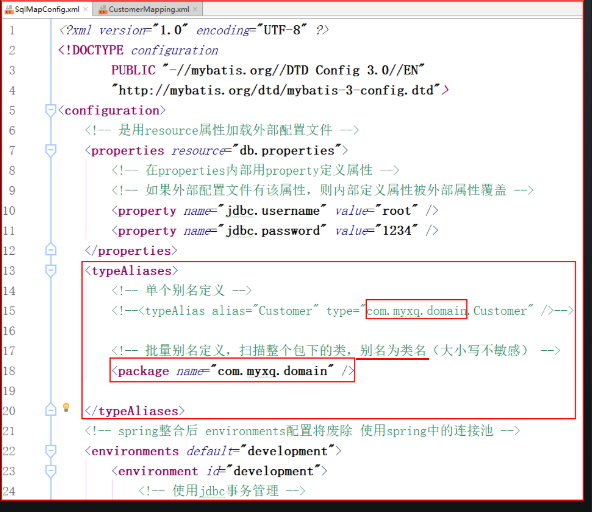 SqlMapConfig.xml × CustomerMapping.xml ×
1 <?xml version="1.0" encoding="UTF-8" ?>
2 <!DOCTYPE configuration
3 PUBLIC "-//mybatis.org//DTD Config 3.0//EN"
4 "http://mybatis.org/dtd/mybatis-3-config.dtd">
5 <configuration>
6 <!-- 是用resource属性加载外部配置文件 -->
7 <properties resource="db.properties">
8 <!-- 在properties内部用property定义属性 -->
9 <!-- 如果外部配置文件有该属性，则内部定义属性被外部属性覆盖 -->
10 <property name="jdbc.username" value="root" />
11 <property name="jdbc.password" value="1234" />
12 </properties>
13 <typeAliases>
14 <!-- 单个别名定义 -->
15 <!--<typeAlias alias="Customer" type="com.myxq.domain.Customer" />-->
16
17 <!-- 批量别名定义，扫描整个包下的类，别名为类名（大小写不敏感） -->
18 <package name="com.myxq.domain" />
19
20 </typeAliases>
21 <!-- spring整合后 environments配置将废除 使用spring中的连接池 -->
22 <environments default="development">
23 <environment id="development">
24 <!-- 使用jdbc事务管理 -->